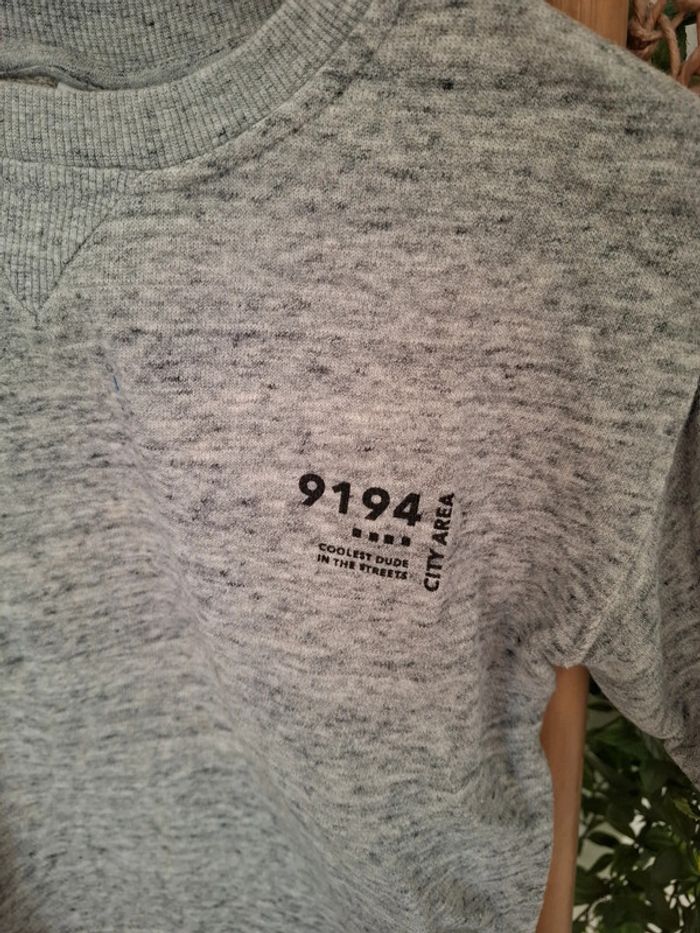 9194
COOLEST DUDE
IN THE STREETS
CITY AREA